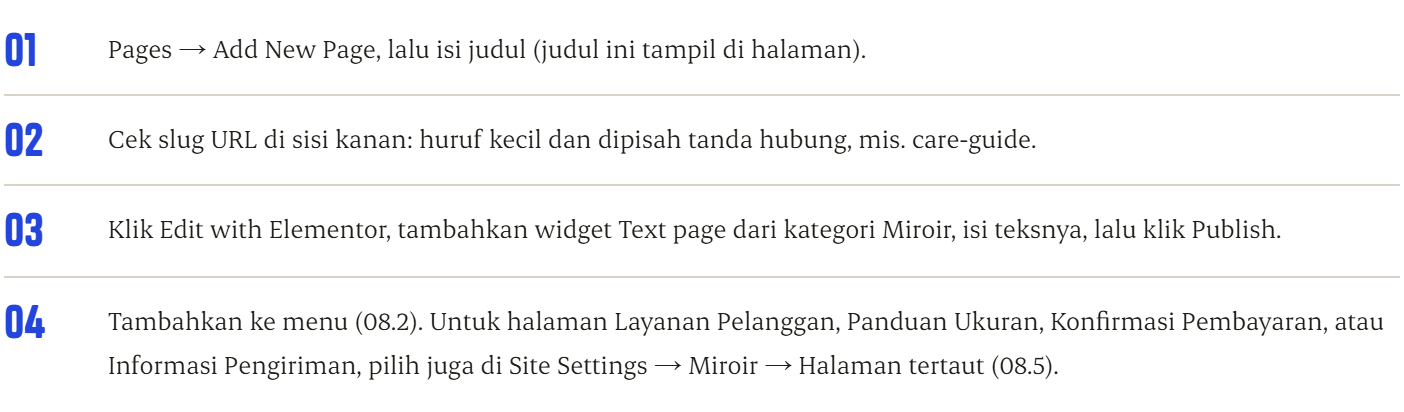 01 Pages → Add New Page, lalu isi judul (judul ini tampil di halaman).
02 Cek slug URL di sisi kanan: huruf kecil dan dipisah tanda hubung, mis. care-guide.
03 Klik Edit with Elementor, tambahkan widget Text page dari kategori Miroir, isi teksnya, lalu klik Publish.
04 Tambahkan ke menu (08.2). Untuk halaman Layanan Pelanggan, Panduan Ukuran, Konfirmasi Pembayaran, atau
Informasi Pengiriman, pilih juga di Site Settings → Miroir → Halaman tertaut (08.5).